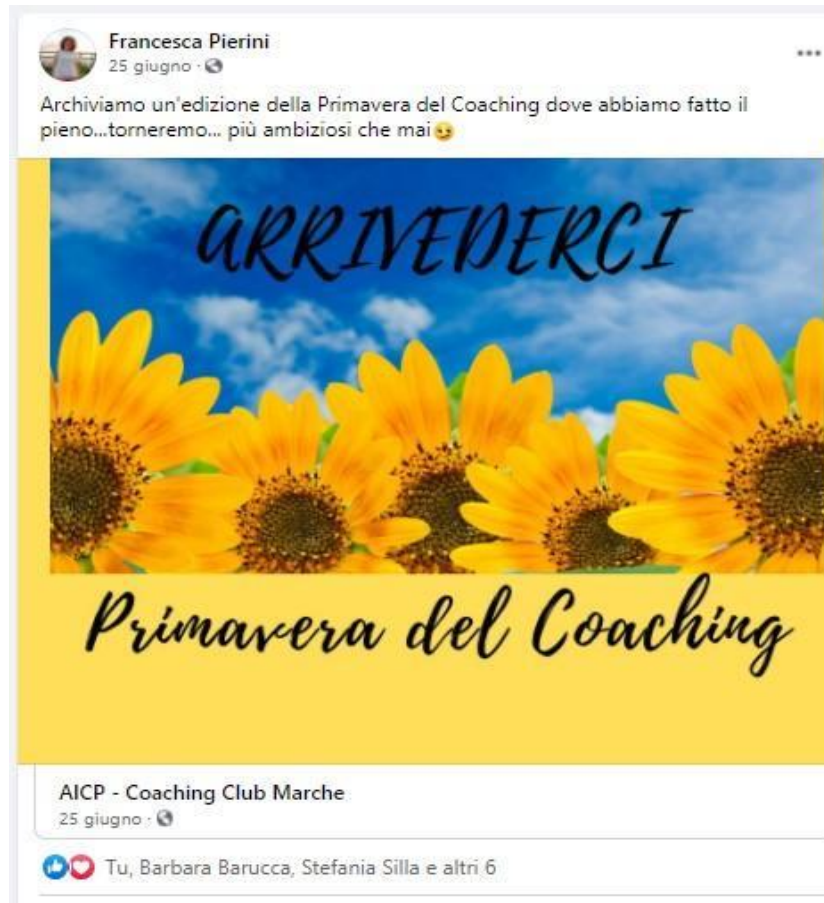 Francesca Pierini
25 giugno ·
Archiviamo un'edizione della Primavera del Coaching dove abbiamo fatto il
pieno...torneremo... più ambiziosi che mai😏
ARRIVEDERCI
Primavera del Coaching
AICP - Coaching Club Marche
25 giugno ·
Tu, Barbara Barucca, Stefania Silla e altri 6